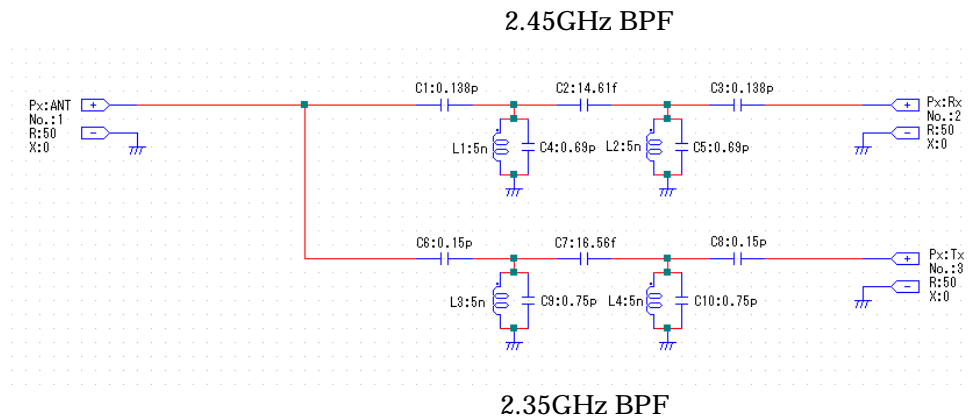 2.45GHz BPF
C1:0.138p
C2:14.61f
C3:0.138p
Px:ANT
No.:1
R:50
X:0
+
-
Px:Rx
No.:2
R:50
X:0
+
-
L1:5n
C4:0.69p
L2:5n
C5:0.69p
C6:0.15p
C7:16.56f
C8:0.15p
Px:Tx
No.:3
R:50
X:0
+
-
L3:5n
C9:0.75p
L4:5n
C10:0.75p
2.35GHz BPF